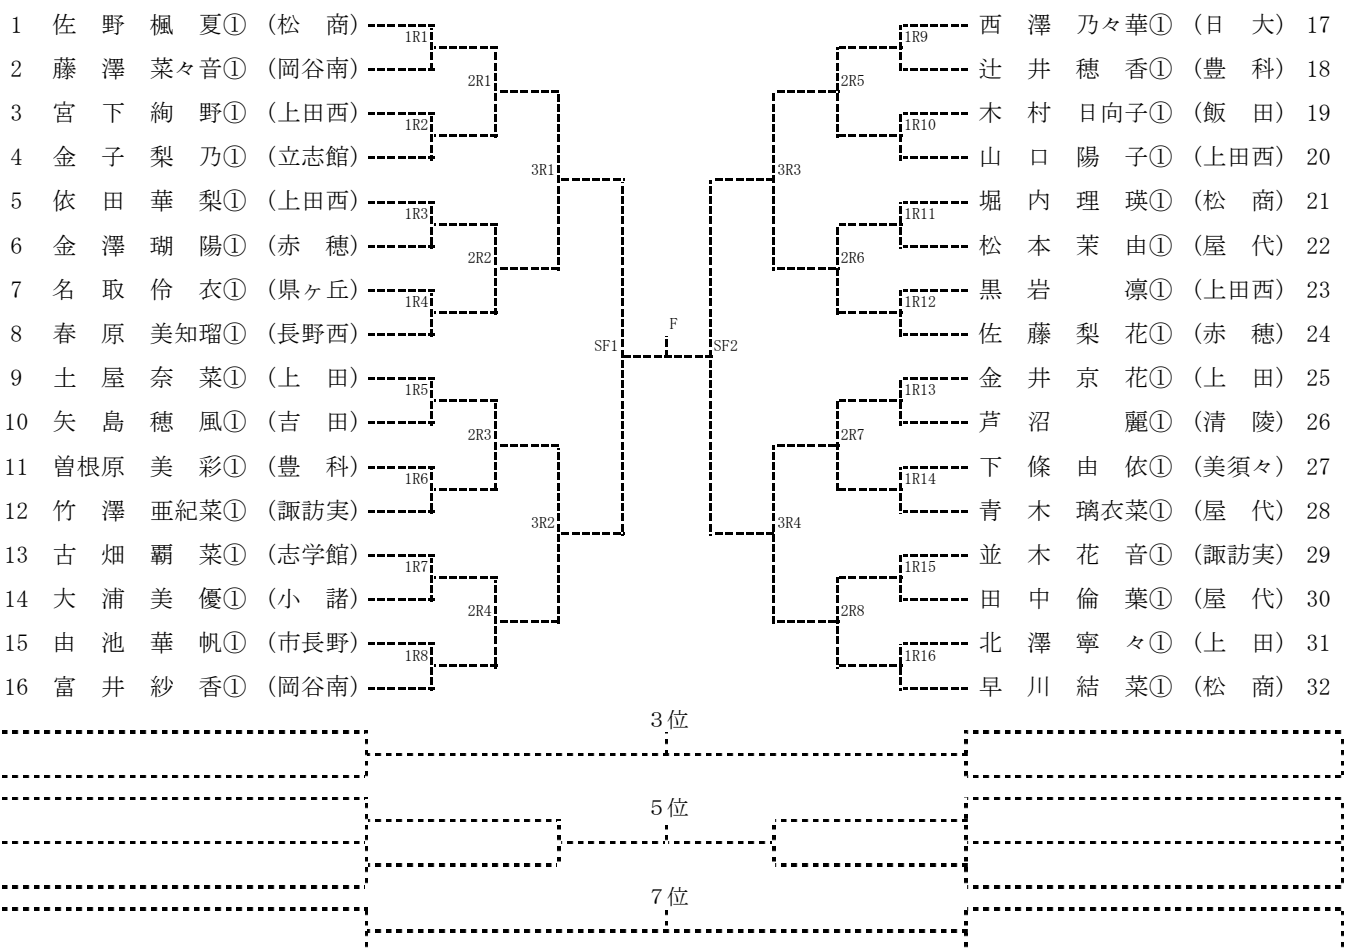 1 佐野楓夏① (松商) 1R1 1R9 西澤乃々華① (日大) 17
2 藤澤菜々音① (岡谷南) 辻井穂香① (豊科) 18
2R1 2R5
3 宮下絢野① (上田西) 1R2 1R10 木村日向子① (飯田) 19
4 金子梨乃① (立志館) 山口陽子① (上田西) 20
3R1 3R3
5 依田華梨① (上田西) 1R3 1R11 堀内理瑛① (松商) 21
6 金澤瑚陽① (赤穂) 松本茉由① (屋代) 22
2R2 2R6
7 名取伶衣① (県ヶ丘) 1R4 1R12 黒岩凛① (上田西) 23
8 春原美知瑠① (長野西) 佐藤梨花① (赤穂) 24
SF1 F SF2
9 土屋奈菜① (上田) 1R5 1R13 金井京花① (上田) 25
10 矢島穂風① (吉田) 芦沼麗① (清陵) 26
2R3 2R7
11 曽根原美彩① (豊科) 1R6 1R14 下條由依① (美須々) 27
12 竹澤亜紀菜① (諏訪実) 青木璃衣菜① (屋代) 28
3R2 3R4
13 古畑覇菜① (志学館) 1R7 1R15 並木花音① (諏訪実) 29
14 大浦美優① (小諸) 田中倫葉① (屋代) 30
2R4 2R8
15 由池華帆① (市長野) 1R8 1R16 北澤寧々① (上田) 31
16 富井紗香① (岡谷南) 早川結菜① (松商) 32
3位
5位
7位